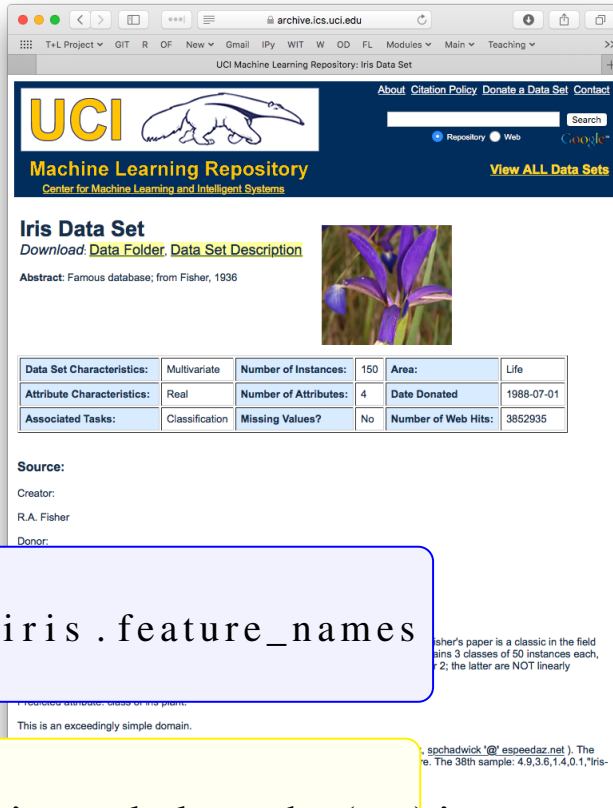 archive.ics.uci.edu
T+L Project GIT R OF New Gmail IPy WIT W OD FL Modules Main Teaching >>
UCI Machine Learning Repository: Iris Data Set +
About Citation Policy Donate a Data Set Contact
UCI
Search
Repository Web Google™
Machine Learning Repository
View ALL Data Sets
Center for Machine Learning and Intelligent Systems
Iris Data Set
Download: Data Folder, Data Set Description
Abstract: Famous database; from Fisher, 1936
Data Set Characteristics: Multivariate Number of Instances: 150 Area: Life
Attribute Characteristics: Real Number of Attributes: 4 Date Donated 1988-07-01
Associated Tasks: Classification Missing Values? No Number of Web Hits: 3852935
Source:
Creator:
R.A. Fisher
Donor:
iris.feature_names
isher's paper is a classic in the field
ains 3 classes of 50 instances each,
2; the latter are NOT linearly
Predicted attribute: class of iris plant.
This is an exceedingly simple domain.
, spchadwick '@' espeedaz.net ). The
re. The 38th sample: 4.9,3.6,1.4,0.1,"Iris-